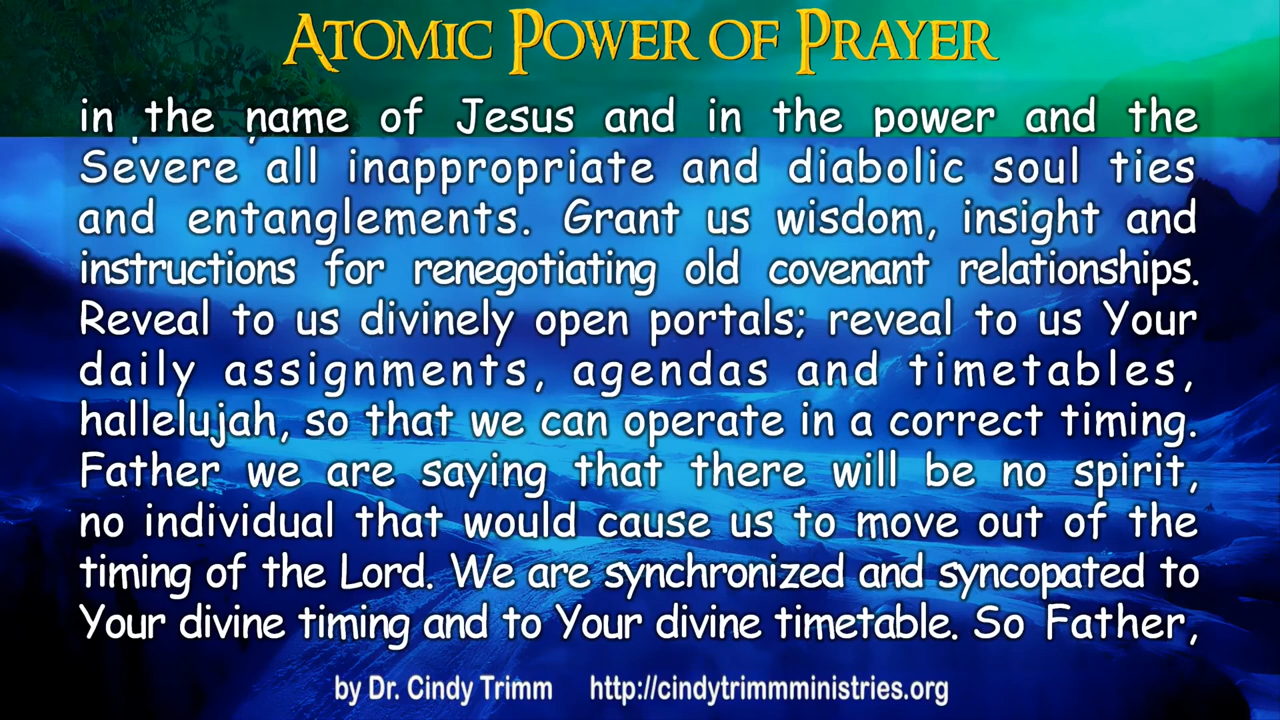 ATOMIC POWER OF PRAYER
in the name of Jesus and in the power and the
Severe all inappropriate and diabolic soul ties
and entanglements. Grant us wisdom, insight and
instructions for renegotiating old covenant relationships.
Reveal to us divinely open portals; reveal to us Your
daily assignments, agendas and timetables,
hallelujah, so that we can operate in a correct timing.
Father we are saying that there will be no spirit,
no individual that would cause us to move out of the
timing of the Lord. We are synchronized and syncopated to
Your divine timing and to Your divine timetable. So Father,
by Dr. Cindy Trimm http://cindytrimmministries.org